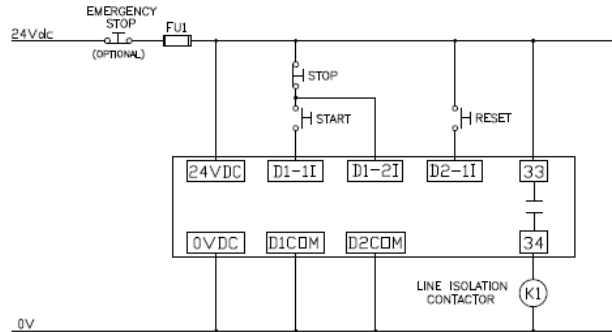 EMERGENCY
STOP
(OPTIONAL)
FU1
24Vdc
STOP
START
RESET
24VDC
D1-1I
D1-2I
D2-1I
33
0VDC
D1COM
D2COM
34
LINE ISOLATION
CONTACTOR
K1
0V